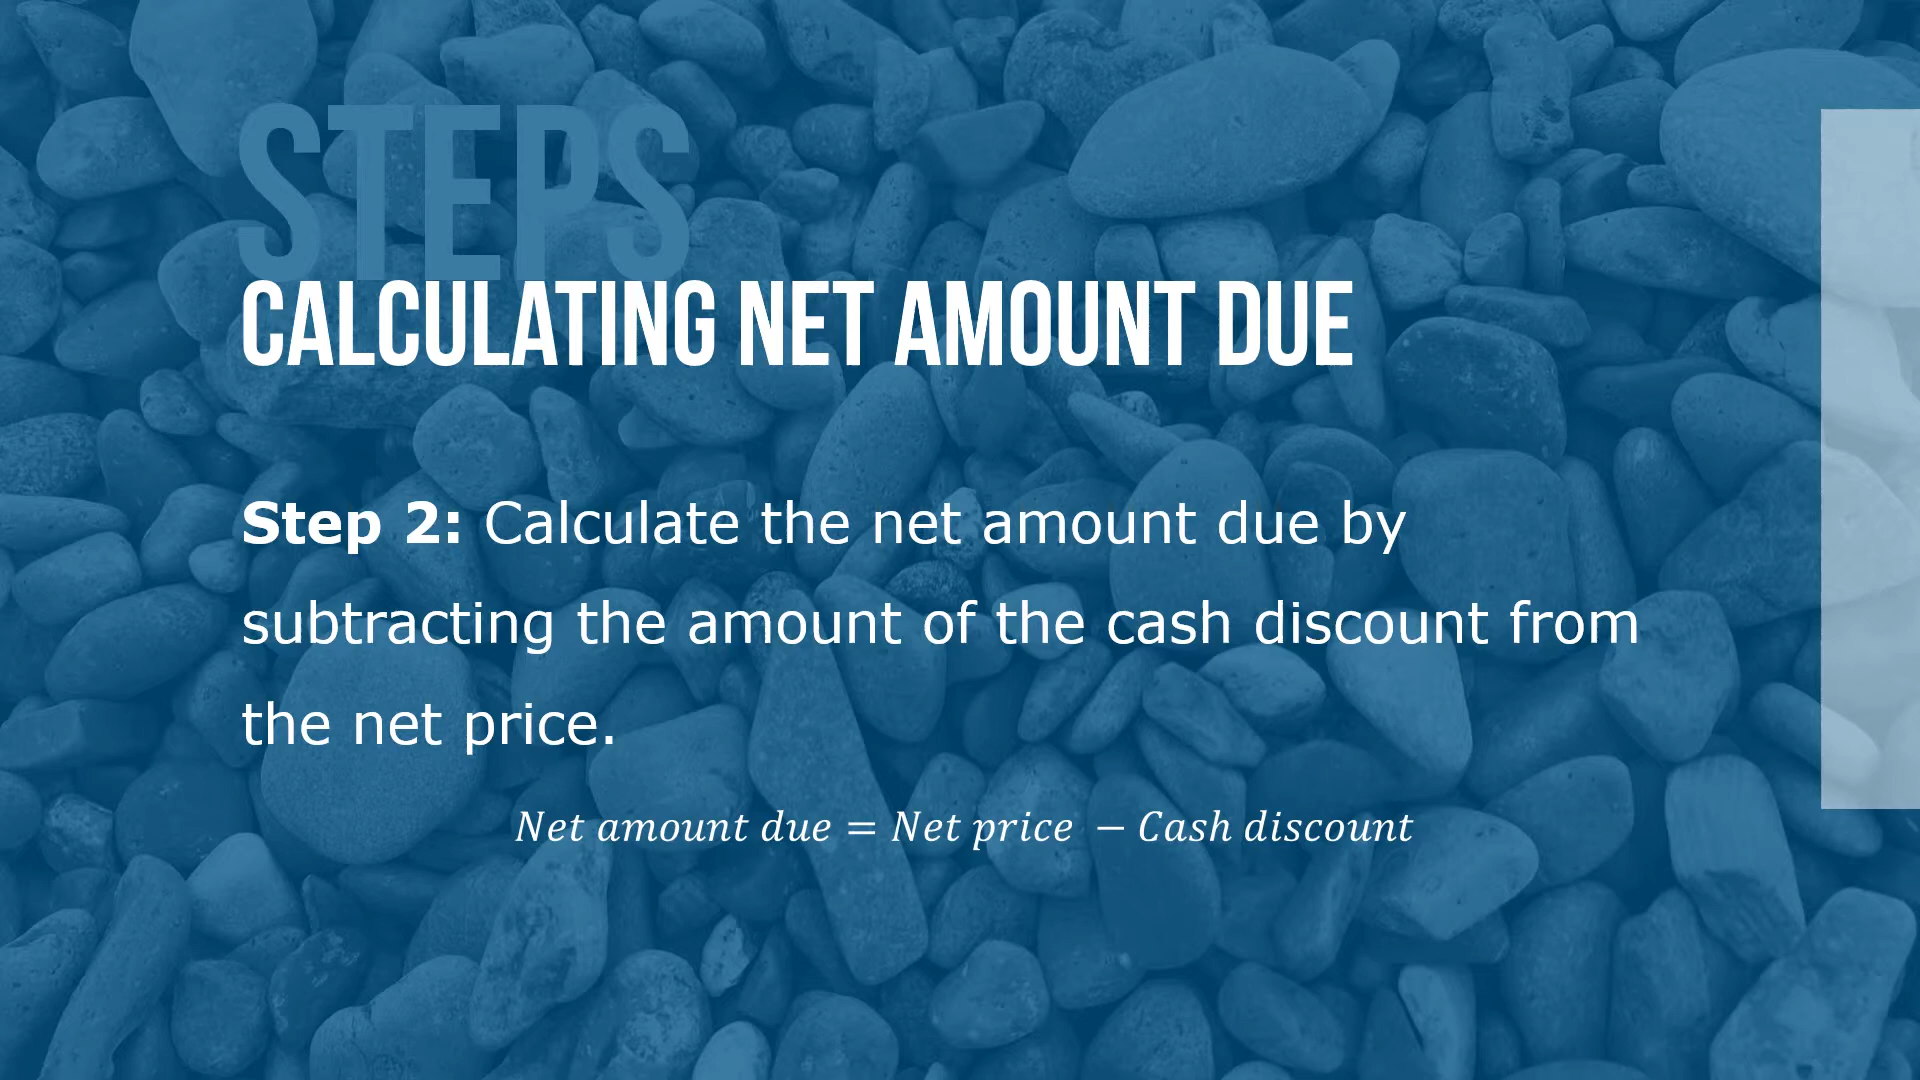 STEPS
CALCULATING NET AMOUNT DUE
Step 2: Calculate the net amount due by
subtracting the amount of the cash discount from
the net price.
Net amount due = Net price − Cash discount